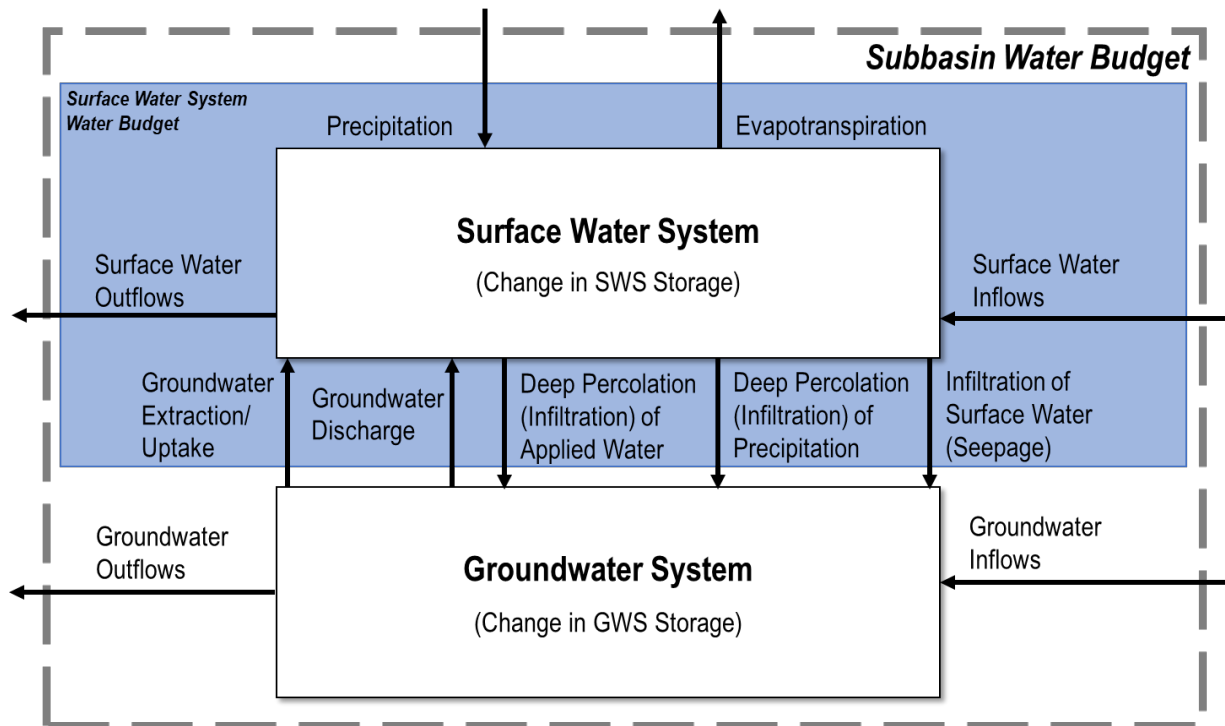 Subbasin Water Budget
Surface Water System
Water Budget
Precipitation
Evapotranspiration
Surface Water System
(Change in SWS Storage)
Surface Water
Outflows
Surface Water
Inflows
Groundwater
Extraction/
Uptake
Groundwater
Discharge
Deep Percolation
(Infiltration) of
Applied Water
Deep Percolation
(Infiltration) of
Precipitation
Infiltration of
Surface Water
(Seepage)
Groundwater
Outflows
Groundwater System
(Change in GWS Storage)
Groundwater
Inflows